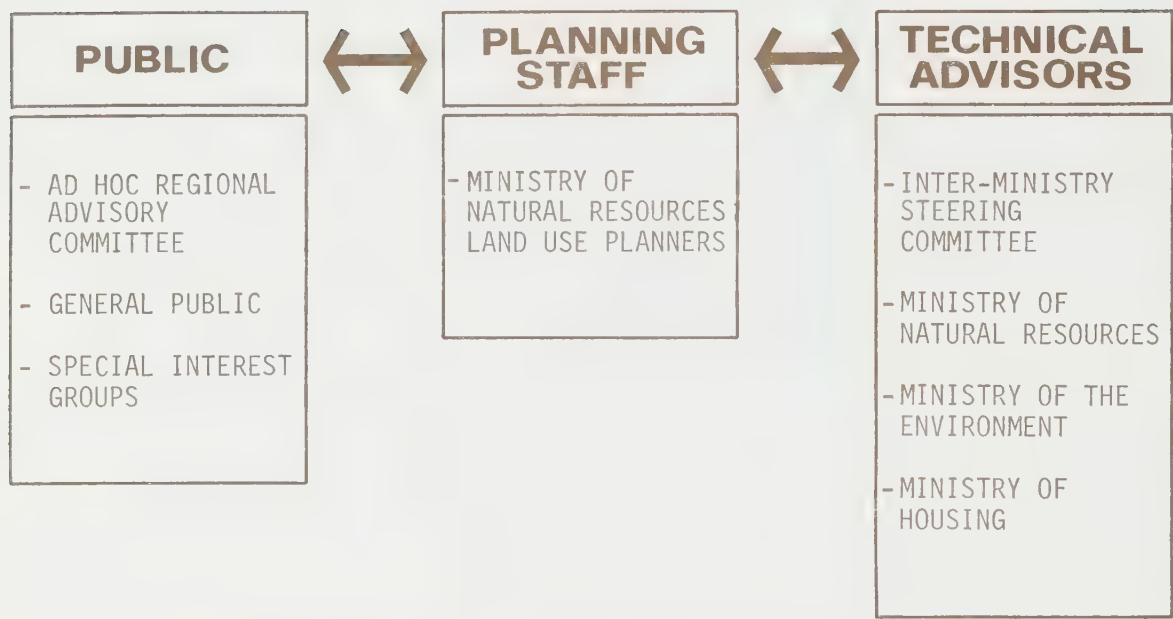 PUBLIC
- AD HOC REGIONAL
ADVISORY
COMMITTEE
- GENERAL PUBLIC
- SPECIAL INTEREST
GROUPS
PLANNING
STAFF
- MINISTRY OF
NATURAL RESOURCES
LAND USE PLANNERS
TECHNICAL
ADVISORS
- INTER-MINISTRY
STEERING
COMMITTEE
- MINISTRY OF
NATURAL RESOURCES
- MINISTRY OF THE
ENVIRONMENT
- MINISTRY OF
HOUSING